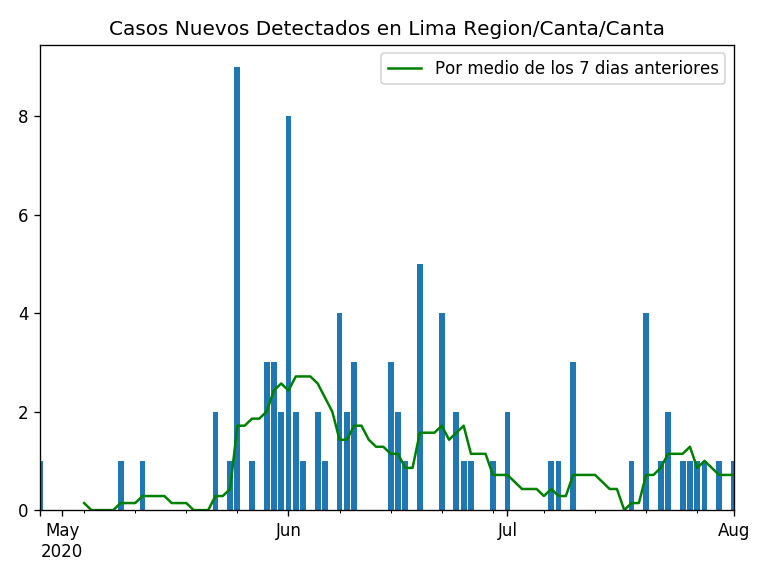 Casos Nuevos Detectados en Lima Region/Canta/Canta
Por medio de los 7 dias anteriores
8
6
4
2
0
May Jun Jul Aug
2020